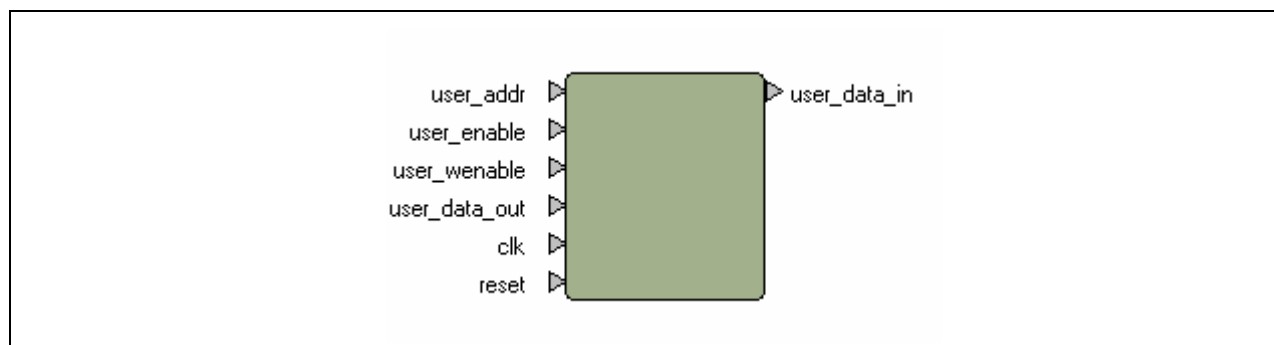 user_addr
user_data_in
user_enable
user_wenable
user_data_out
clk
reset